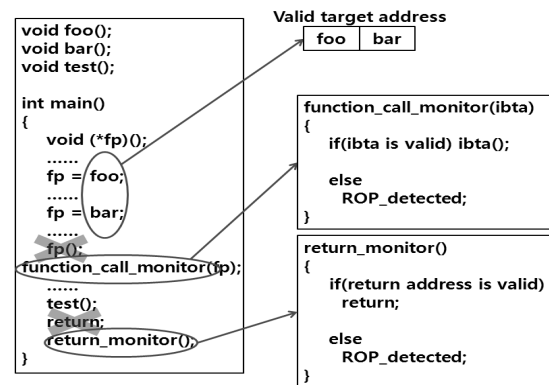 void foo();
void bar();
void test();
int main()
{
void (*fp)();
......
fp = foo;
......
fp = bar;
......
fp();
function_call_monitor(fp);
......
test();
return;
return_monitor();
}
Valid target address
foo bar
function_call_monitor(ibta)
{
if(ibta is valid) ibta();
else
ROP_detected;
}
return_monitor()
{
if(return address is valid)
return;
else
ROP_detected;
}